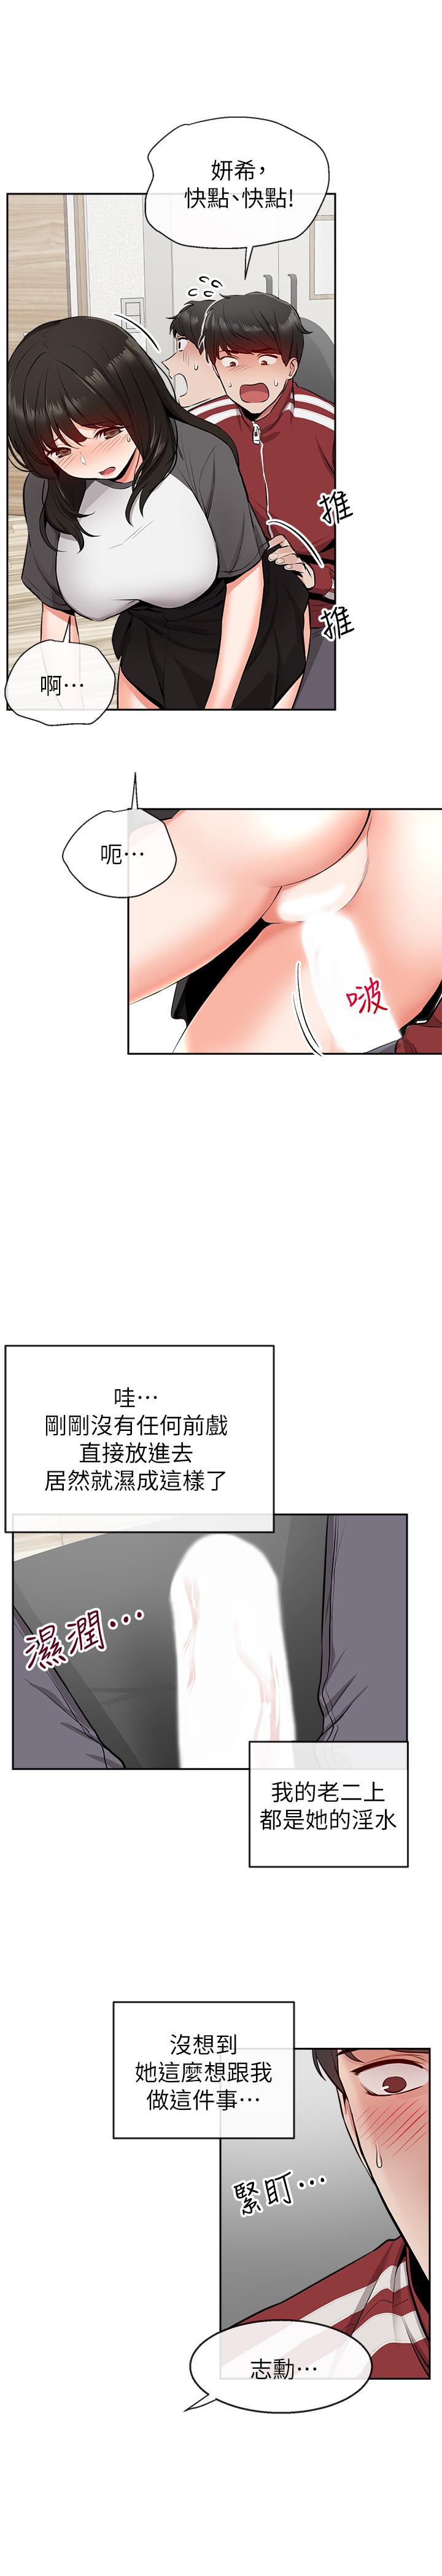 妍希，
快點、快點!
推
推
啊…
呃…
啵
哇…
剛剛沒有任何前戲
直接放進去
居然就濕成這樣了
濕潤…
我的老二上
都是她的淫水
沒想到
她這麼想跟我
做這件事…
緊盯…
志勳…